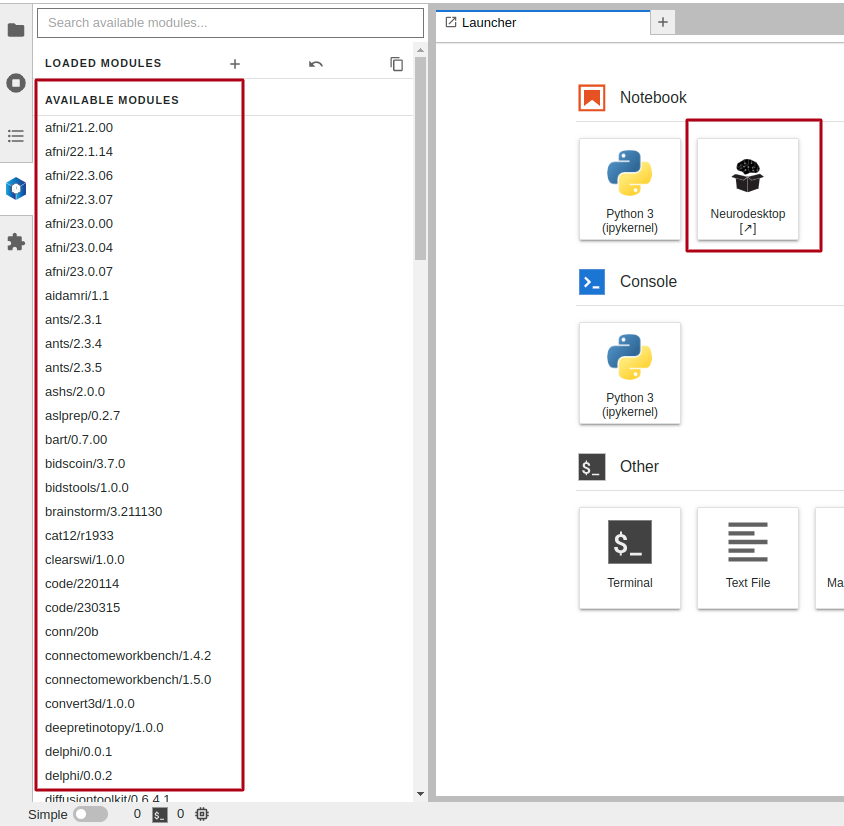 Search available modules...
LOADED MODULES
AVAILABLE MODULES
afni/21.2.00
afni/22.1.14
afni/22.3.06
afni/22.3.07
afni/23.0.00
afni/23.0.04
afni/23.0.07
aidamri/1.1
ants/2.3.1
ants/2.3.4
ants/2.3.5
ashs/2.0.0
aslprep/0.2.7
bart/0.7.00
bidscoin/3.7.0
bidstools/1.0.0
brainstorm/3.211130
cat12/r1933
clearswi/1.0.0
code/220114
code/230315
conn/20b
connectomeworkbench/1.4.2
connectomeworkbench/1.5.0
convert3d/1.0.0
deepretinotopy/1.0.0
delphi/0.0.1
delphi/0.0.2
diffusiontoolkit/0.6.4.1
Launcher
Notebook
Python 3
(ipykernel)
Neurodesktop
[↗]
Console
Python 3
(ipykernel)
Other
$_
$_
Terminal
Text File
Ma
Simple
0
$_
0